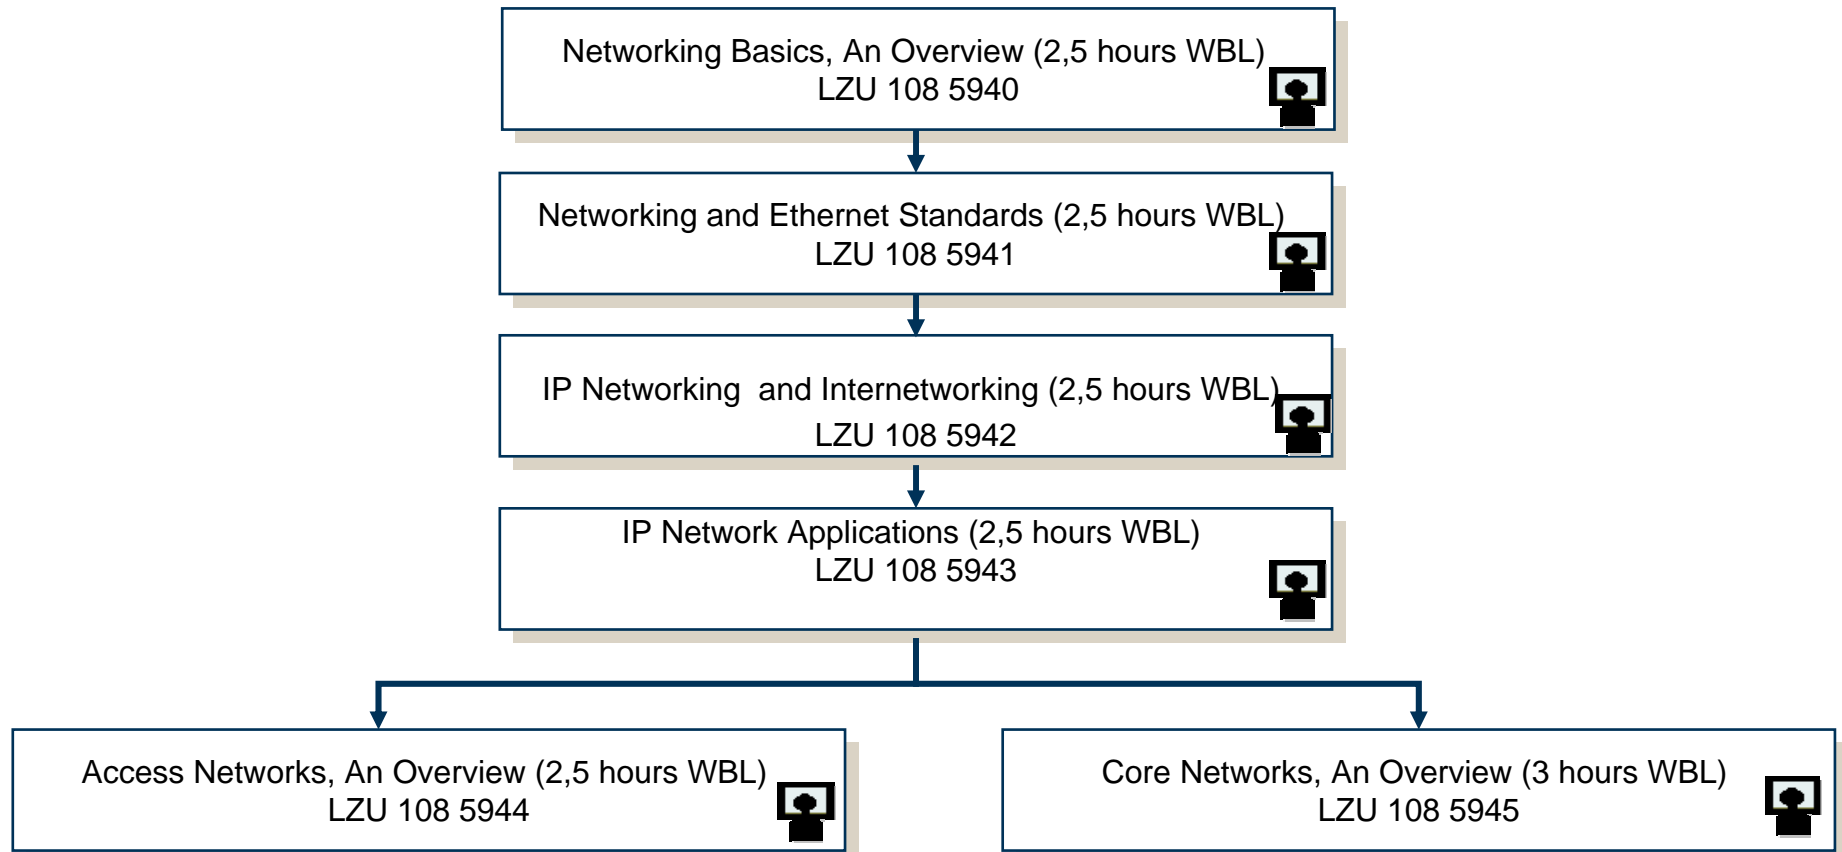 Networking Basics, An Overview (2,5 hours WBL)
LZU 108 5940
Networking and Ethernet Standards (2,5 hours WBL)
LZU 108 5941
IP Networking  and Internetworking (2,5 hours WBL)
LZU 108 5942
IP Network Applications (2,5 hours WBL)
LZU 108 5943
Access Networks, An Overview (2,5 hours WBL)
LZU 108 5944
Core Networks, An Overview (3 hours WBL)
LZU 108 5945